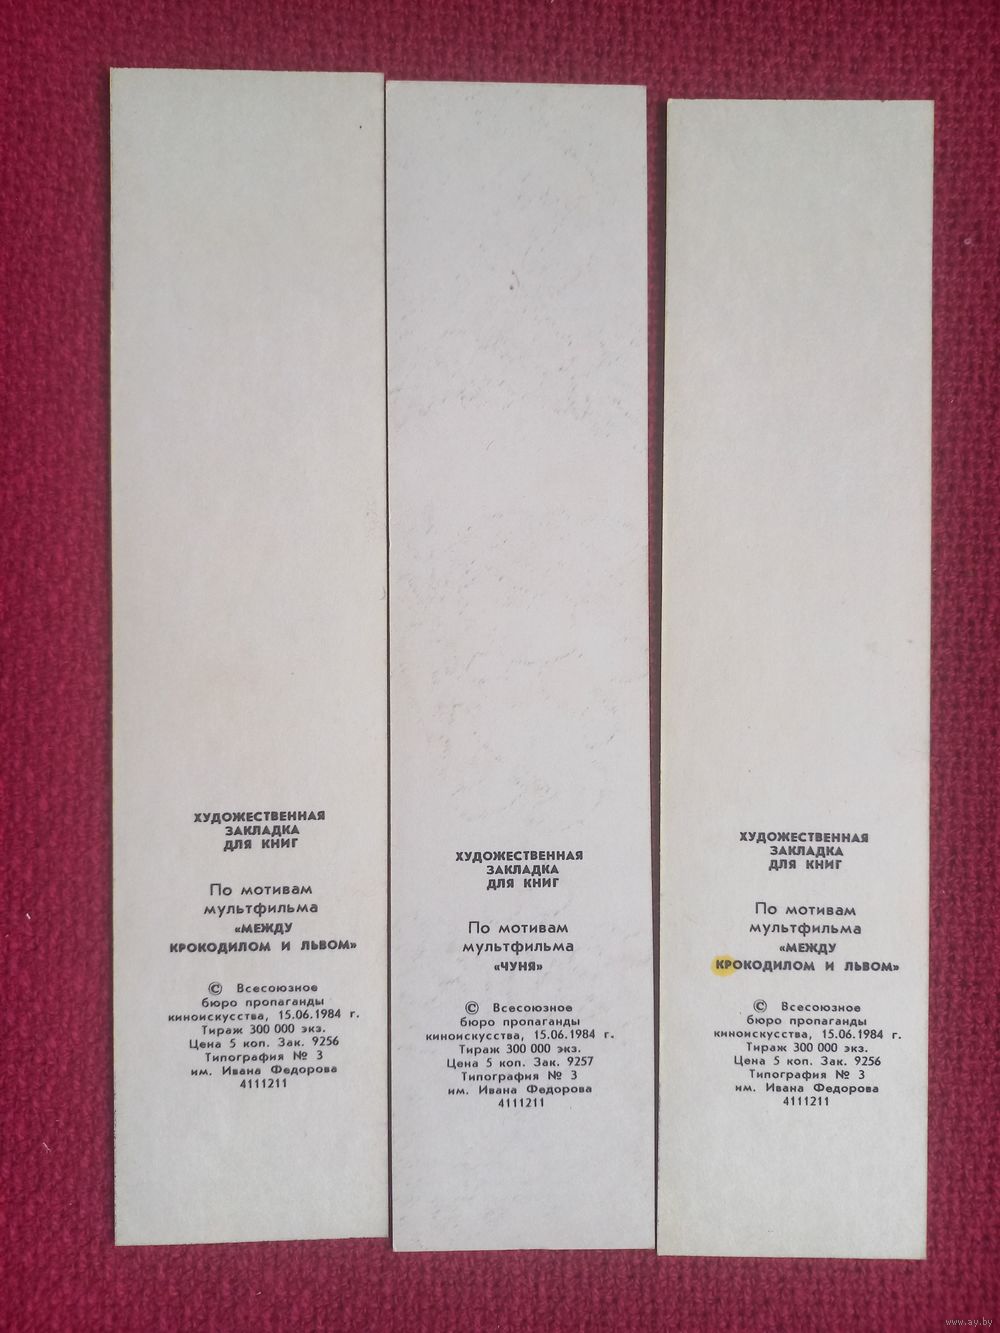 ХУДОЖЕСТВЕННАЯ
ЗАКЛАДКА
ДЛЯ КНИГ
По мотивам
мультфильма
«МЕЖДУ
КРОКОДИЛОМ И ЛЬВОМ»
© Всесоюзное
бюро пропаганды
киноискусства, 15.06.1984 г.
Тираж 300 000 экз.
Цена 5 коп. Зак. 9256
Типография № 3
им. Ивана Федорова
4111211
ХУДОЖЕСТВЕННАЯ
ЗАКЛАДКА
ДЛЯ КНИГ
По мотивам
мультфильма
«ЧУНЯ»
© Всесоюзное
бюро пропаганды
киноискусства, 15.06.1984 г.
Тираж 300 000 экз.
Цена 5 коп. Зак. 9257
Типография № 3
им. Ивана Федорова
4111211
ХУДОЖЕСТВЕННАЯ
ЗАКЛАДКА
ДЛЯ КНИГ
По мотивам
мультфильма
«МЕЖДУ
КРОКОДИЛОМ И ЛЬВОМ»
© Всесоюзное
бюро пропаганды
киноискусства, 15.06.1984 г.
Тираж 300 000 экз.
Цена 5 коп. Зак. 9256
Типография № 3
им. Ивана Федорова
4111211
www.ay.by